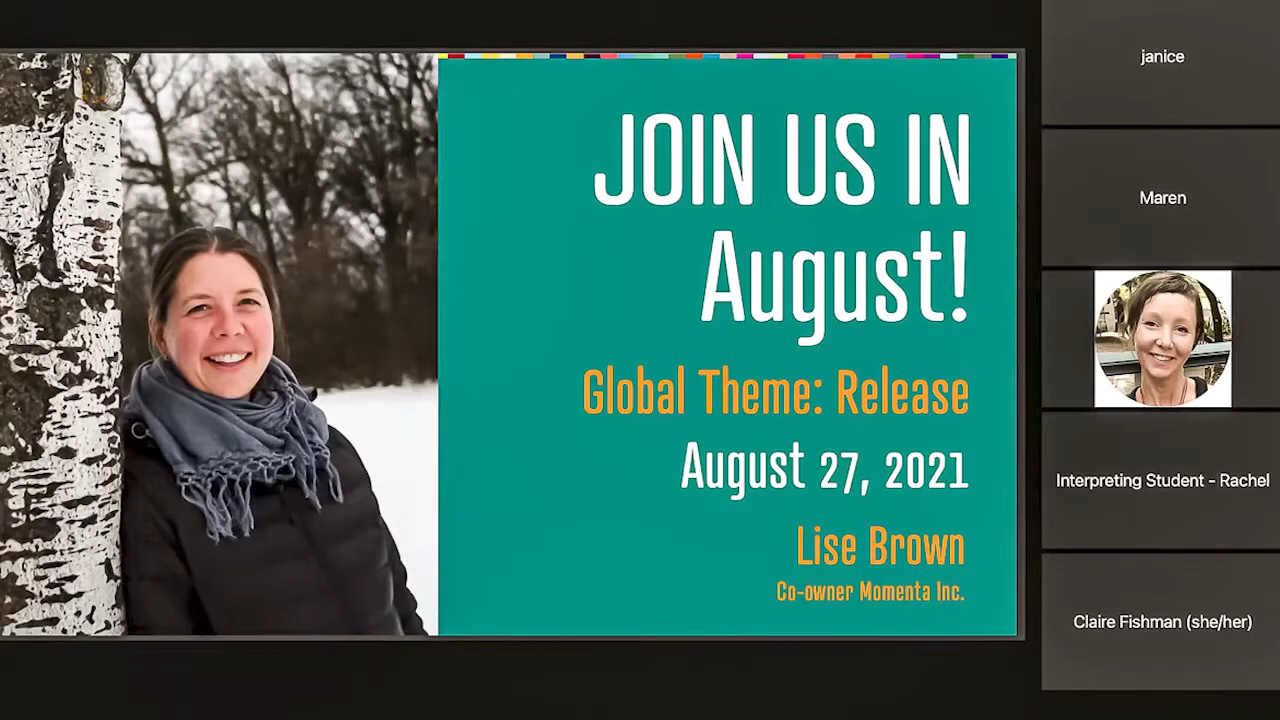 JOIN US IN
August!
Global Theme: Release
August 27, 2021
Lise Brown
Co-owner Momenta Inc.
janice
Maren
Interpreting Student - Rachel
Claire Fishman (she/her)